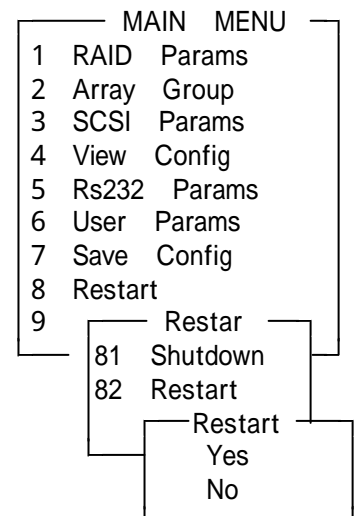 MAIN MENU
1 RAID Params
2 Array Group
3 SCSI Params
4 View Config
5 Rs232 Params
6 User Params
7 Save Config
8 Restart
9 Restar
81 Shutdown
82 Restart
Restart
Yes
No